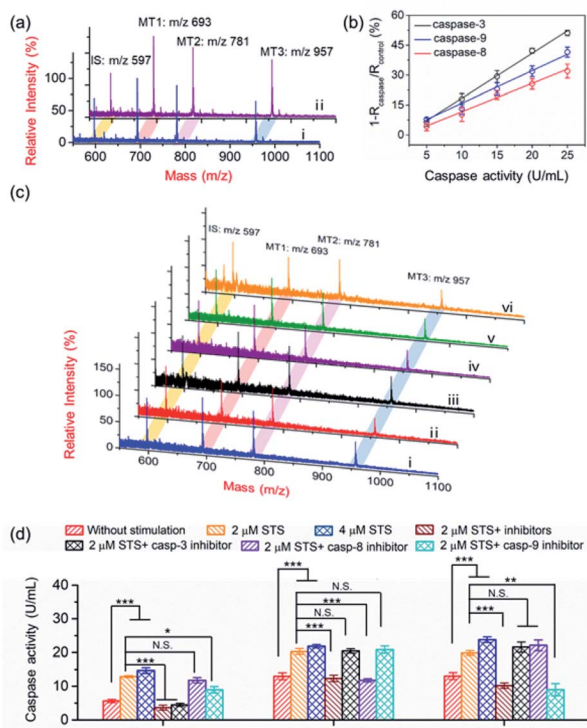 (a)
MT1: m/z 693
MT2: m/z 781
IS: m/z 597
MT3: m/z 957
Relative Intensity (%)
100
50
0
ii
i
600 700 800 900 1000 1100
Mass (m/z)
(b)
caspase-3
caspase-9
caspase-8
1-Rcaspase/Rcontrol (%)
60
45
30
15
0
5 10 15 20 25
Caspase activity (U/mL)
(c)
IS: m/z 597
MT1: m/z 693
MT2: m/z 781
MT3: m/z 957
vi
v
iv
iii
ii
i
Relative Intensity (%)
150
100
50
0
600 700 800 900 1000 1100
Mass (m/z)
(d)
Without stimulation 2 μM STS 4 μM STS 2 μM STS+ inhibitors
2 μM STS+ casp-3 inhibitor 2 μM STS+ casp-8 inhibitor 2 μM STS+ casp-9 inhibitor
Caspase activity (U/mL)
40
30
20
10
0
*** * N.S. ***
*** N.S. *** N.S. ***
*** ** N.S. ***